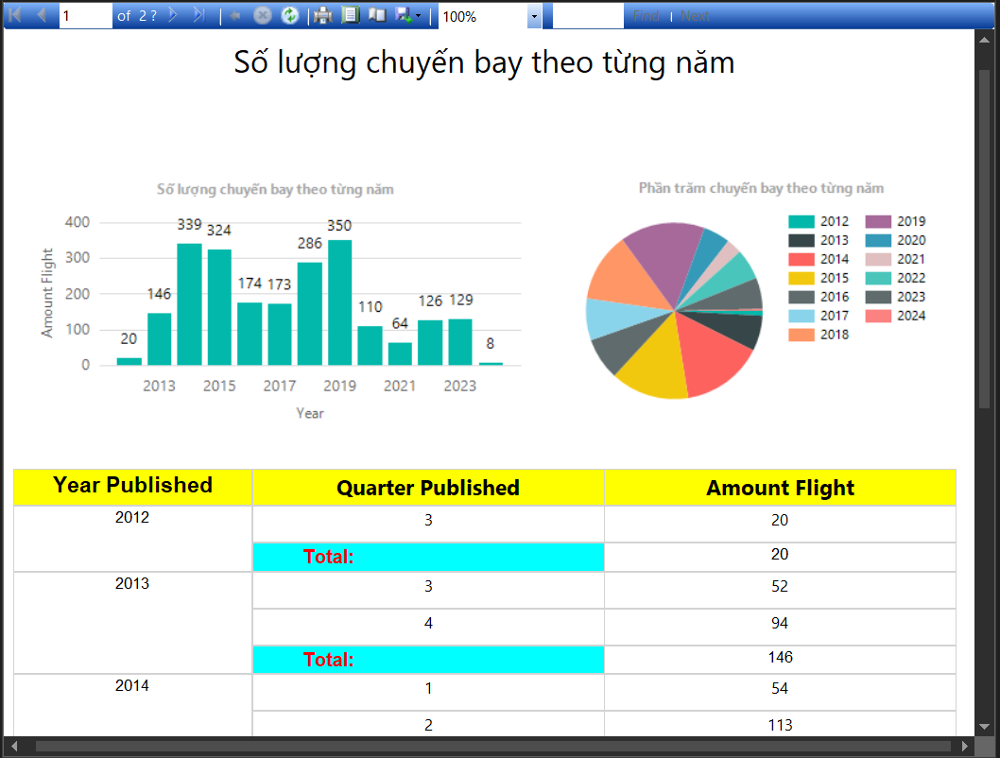 1 of 2 ? 100% Find | Next
Số lượng chuyến bay theo từng năm
Số lượng chuyến bay theo từng năm
Amount Flight
400
300
200
100
0
20
146
339
324
174
173
286
350
110
64
126
129
8
2013 2015 2017 2019 2021 2023
Year
Phần trăm chuyến bay theo từng năm
2012 2019
2013 2020
2014 2021
2015 2022
2016 2023
2017 2024
2018
Year Published Quarter Published Amount Flight
2012 3 20
Total: 20
2013 3 52
4 94
Total: 146
2014 1 54
2 113